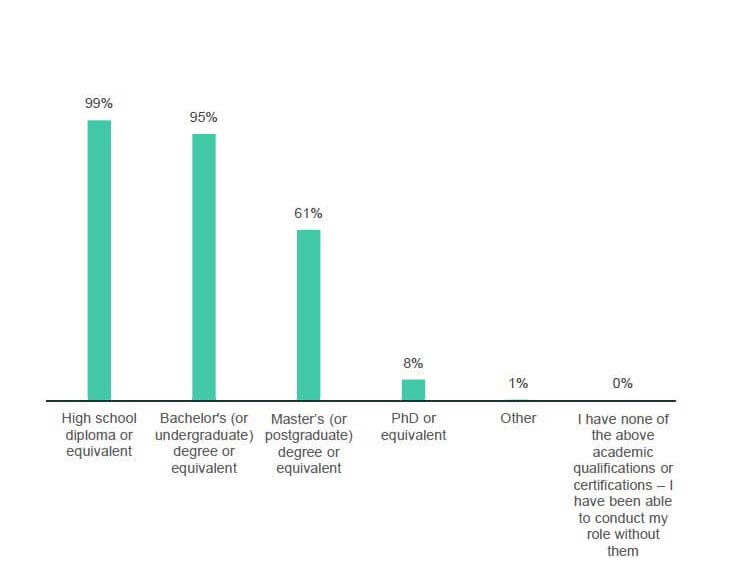 99%
95%
61%
8%
1%
0%
High school
diploma or
equivalent
Bachelor's (or
undergraduate)
degree or
equivalent
Master's (or
postgraduate)
degree or
equivalent
PhD or
equivalent
Other
I have none of
the above
academic
qualifications or
certifications – I
have been able
to conduct my
role without
them